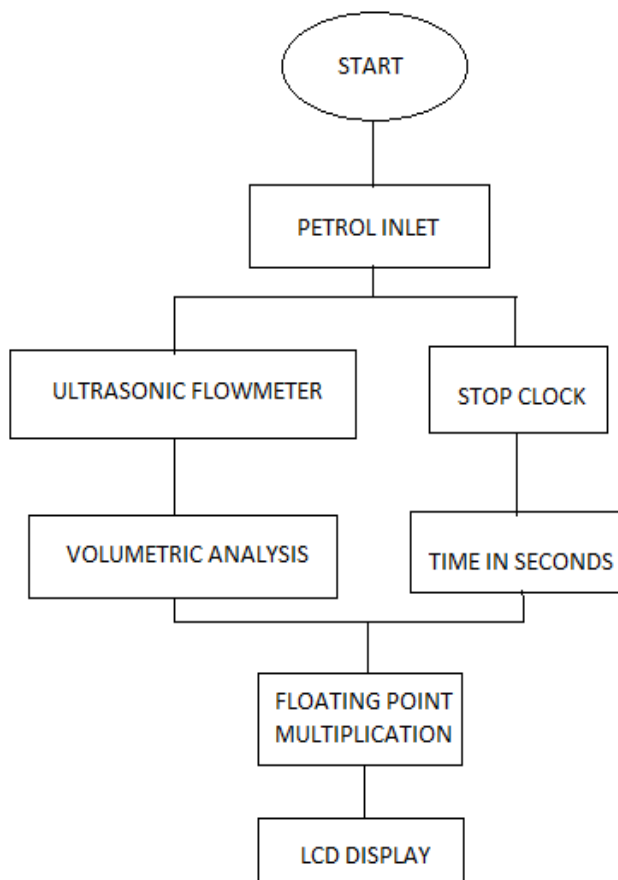 START
PETROL INLET
ULTRASONIC FLOWMETER
STOP CLOCK
VOLUMETRIC ANALYSIS
TIME IN SECONDS
FLOATING POINT
MULTIPLICATION
LCD DISPLAY